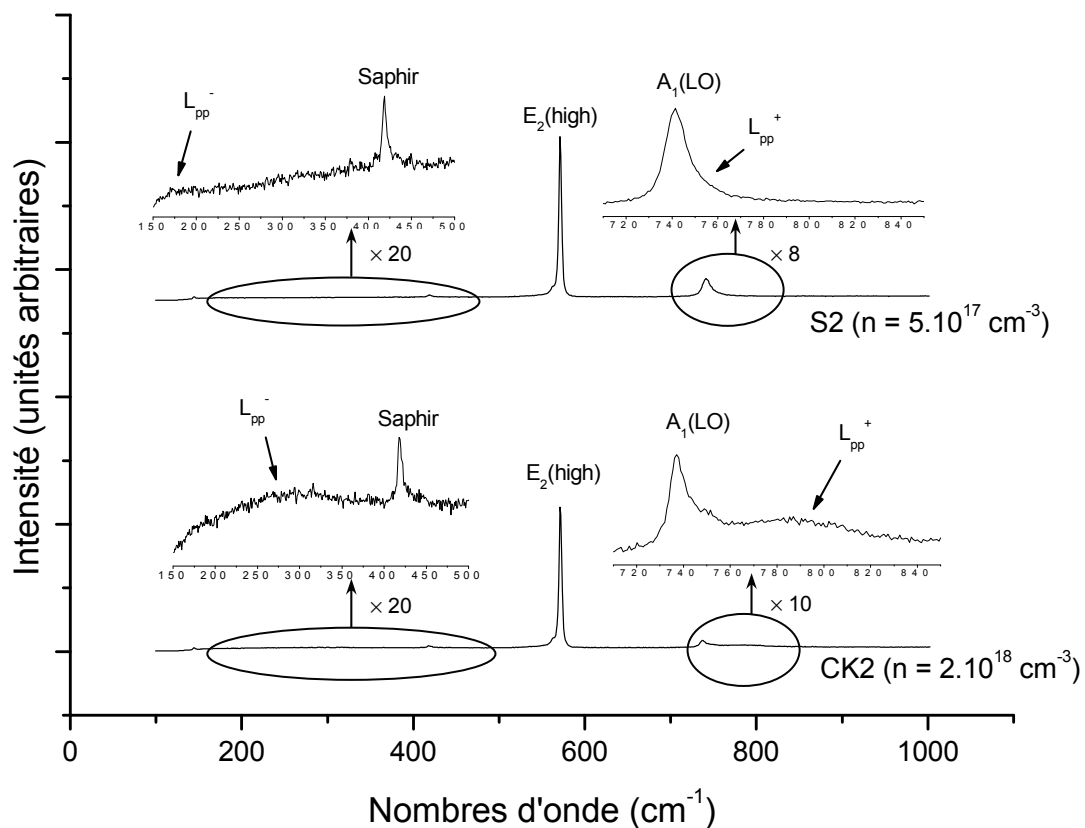 Intensité (unités arbitraires)
Saphir
L_pp^-
E_2(high)
A_1(LO)
L_pp^+
150 200 250 300 350 400 450 500
720 740 760 780 800 820 840
× 20
× 8
S2 (n = 5.10^17 cm^-3)
L_pp^-
Saphir
E_2(high)
A_1(LO)
L_pp^+
150 200 250 300 350 400 450 500
720 740 760 780 800 820 840
× 20
× 10
CK2 (n = 2.10^18 cm^-3)
0 200 400 600 800 1000
Nombres d'onde (cm^-1)